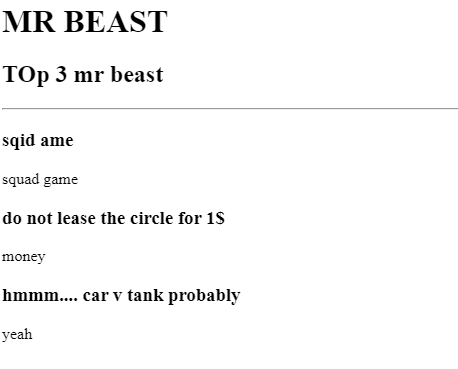 MR BEAST
TOp 3 mr beast
sqid ame
squad game
do not lease the circle for 1$
money
hmmm.... car v tank probably
yeah